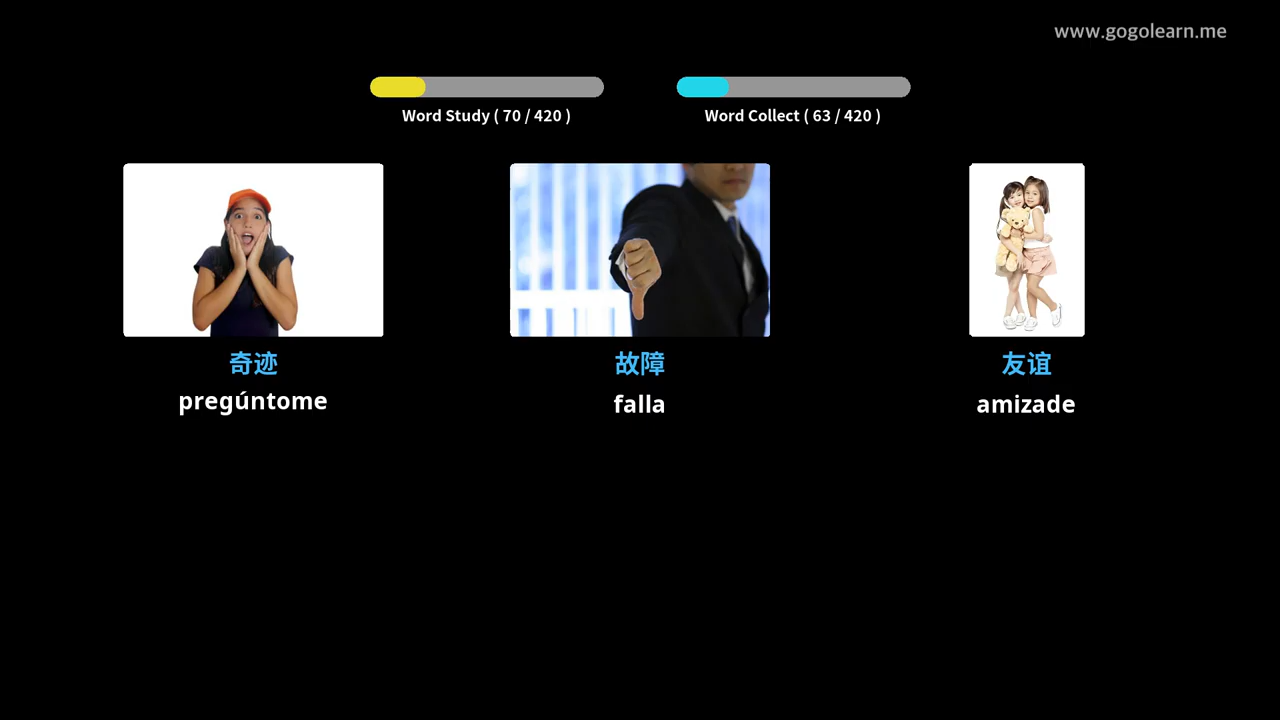 www.gogolearn.me
Word Study ( 70 / 420 )
Word Collect ( 63 / 420 )
奇迹
故障
友谊
pregúntome
falla
amizade